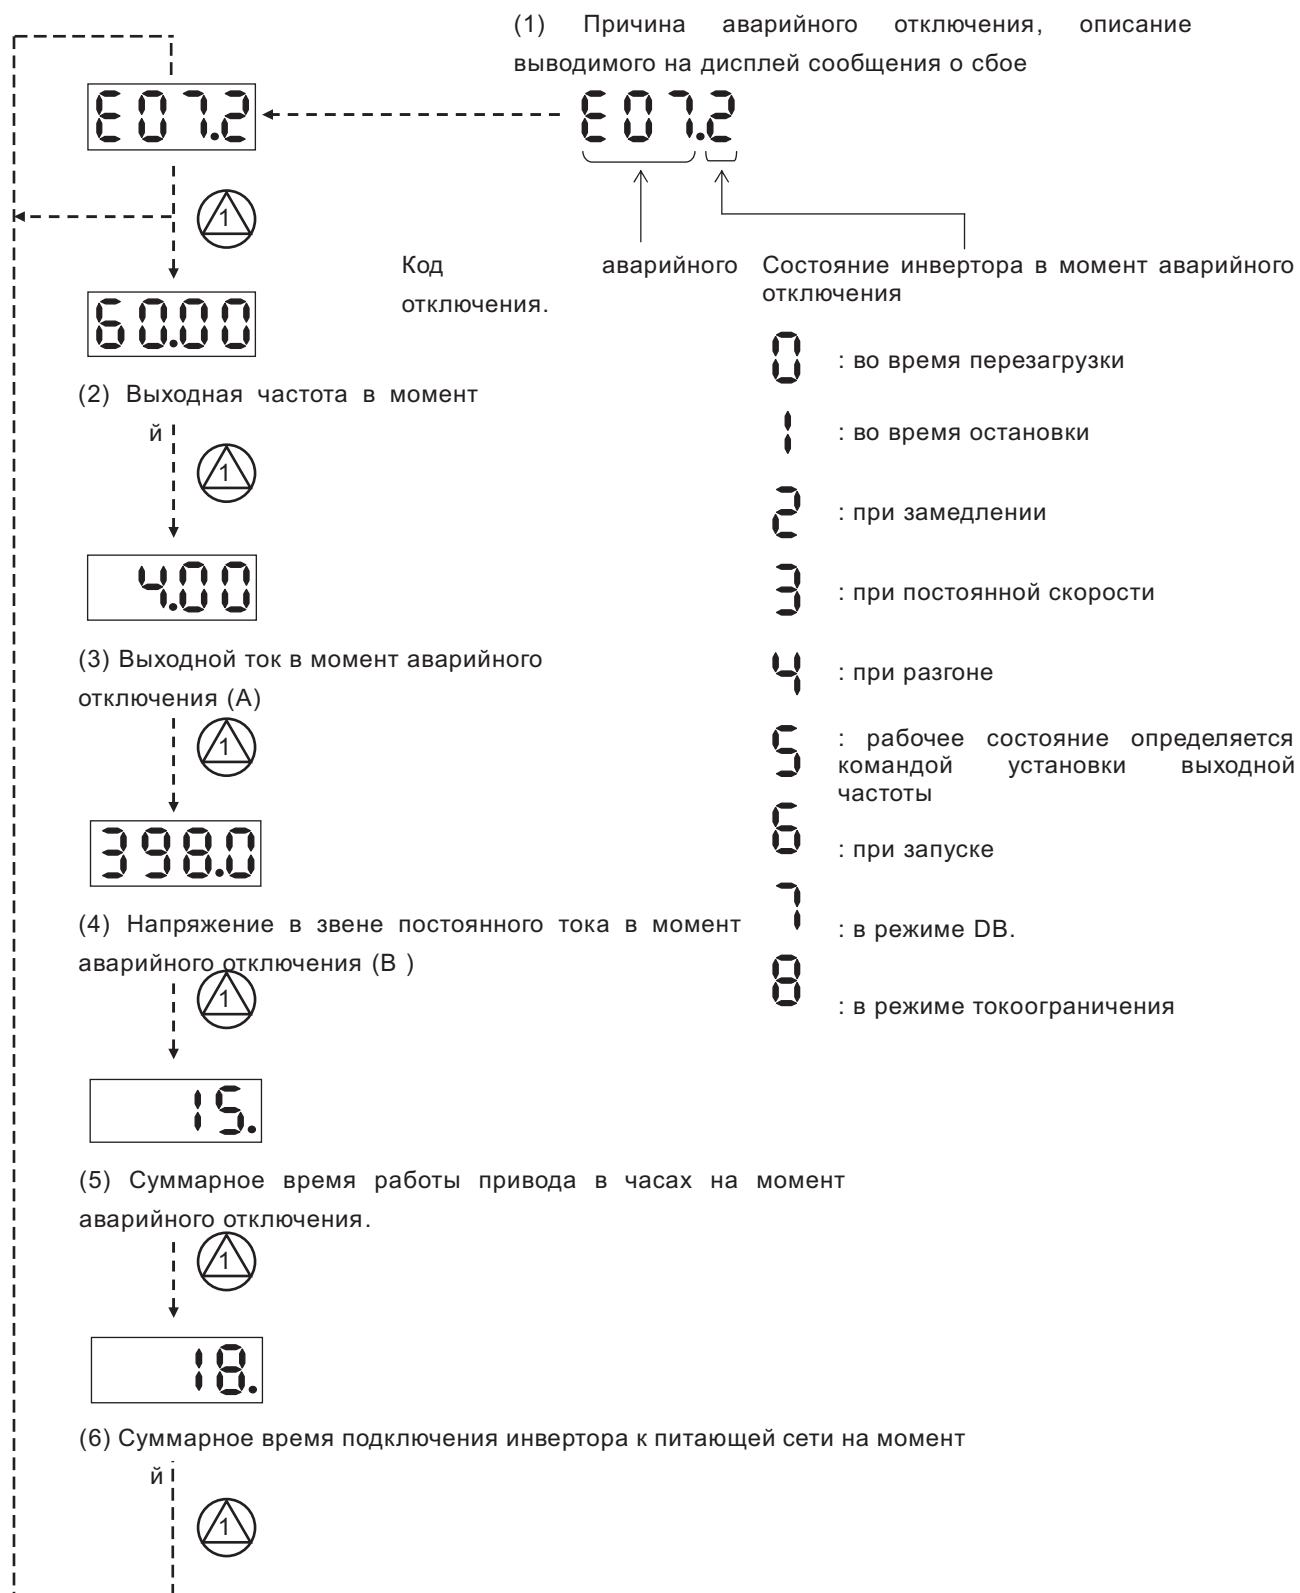 (1) Причина аварийного отключения, описание
выводимого на дисплей сообщения о сбое
E07.2
E07.2
1
Код аварийного
отключения.
Состояние инвертора в момент аварийного
отключения
60.00
0 : во время перезагрузки
(2) Выходная частота в момент
й
1
1 : во время остановки
2 : при замедлении
4.00
3 : при постоянной скорости
(3) Выходной ток в момент аварийного
отключения (А)
1
4 : при разгоне
5 : рабочее состояние определяется
командой установки выходной
частоты
398.0
6 : при запуске
(4) Напряжение в звене постоянного тока в момент
аварийного отключения (В )
1
7 : в режиме DB.
8 : в режиме токоограничения
15.
(5) Суммарное время работы привода в часах на момент
аварийного отключения.
1
18.
(6) Суммарное время подключения инвертора к питающей сети на момент
й
1